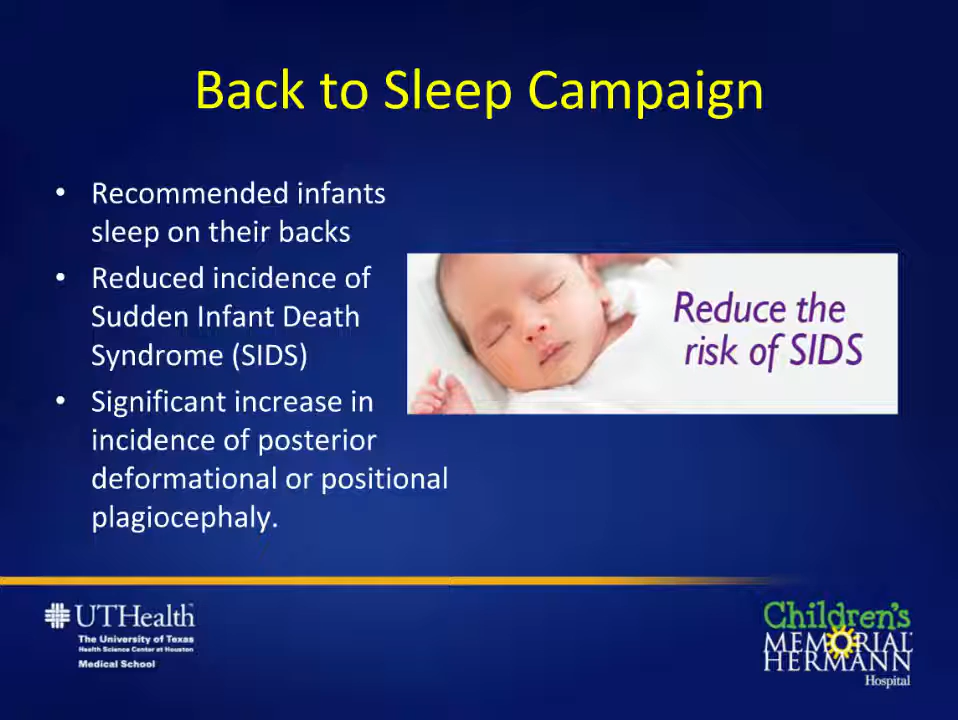 Back to Sleep Campaign
• Recommended infants
sleep on their backs
• Reduced incidence of
Sudden Infant Death
Syndrome (SIDS)
• Significant increase in
incidence of posterior
deformational or positional
plagiocephaly.
Reduce the
risk of SIDS
UTHealth
The University of Texas
Health Science Center at Houston
Medical School
Children's
MEMORIAL
HERMANN
Hospital